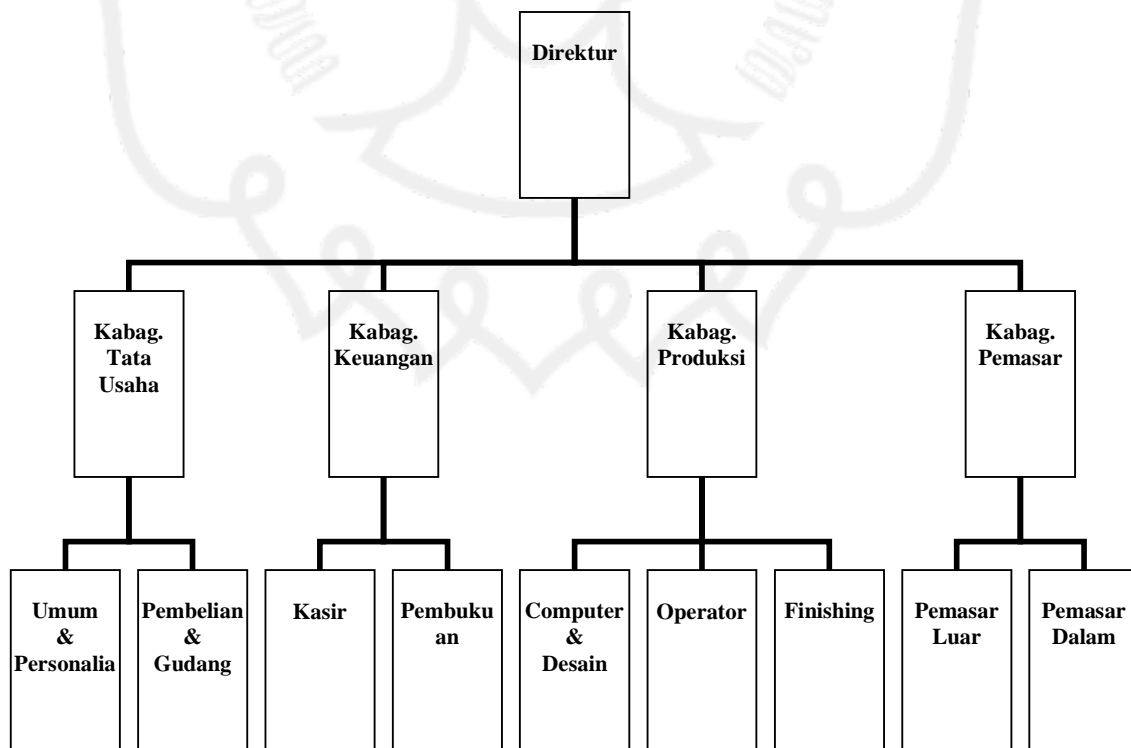 Direktur
Kabag.
Tata
Usaha
Kabag.
Keuangan
Kabag.
Produksi
Kabag.
Pemasar
Umum
&
Personalia
Pembelian
&
Gudang
Kasir
Pembuku
an
Computer
&
Desain
Operator
Finishing
Pemasar
Luar
Pemasar
Dalam